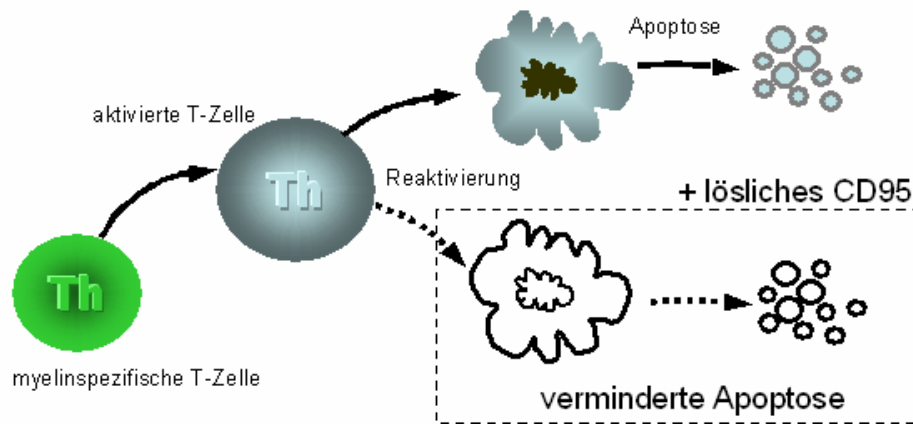 Apoptose
aktivierte T-Zelle
Th
Reaktivierung
+ lösliches CD95
Th
myelinspezifische T-Zelle
verminderte Apoptose